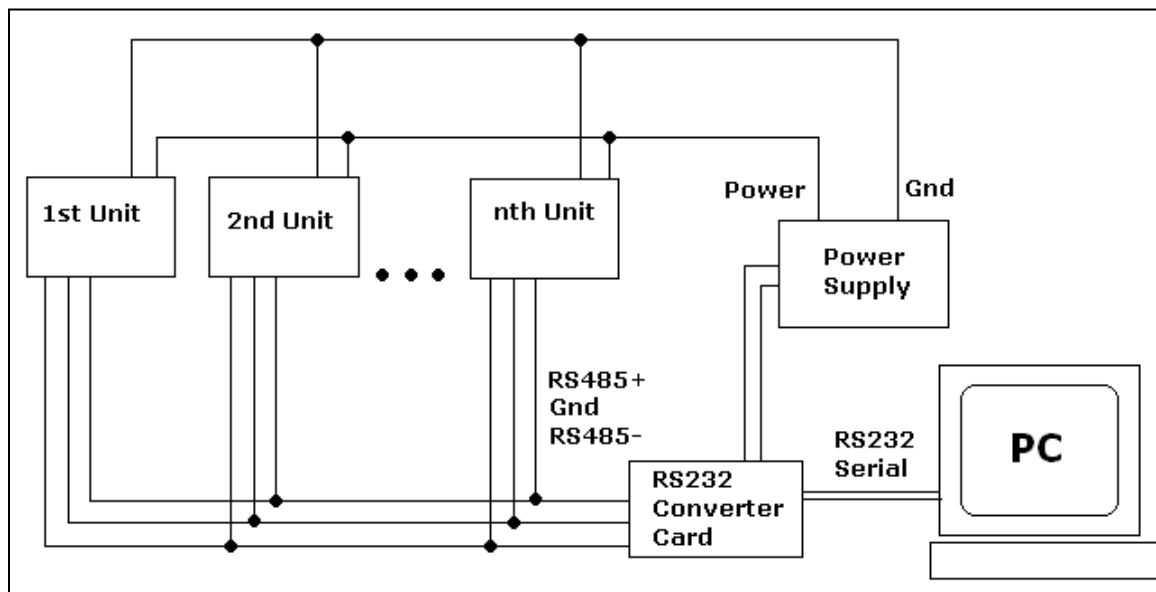 Power
Gnd
1st Unit
2nd Unit
nth Unit
Power
Supply
RS485+
Gnd
RS485-
RS232
Serial
PC
RS232
Converter
Card